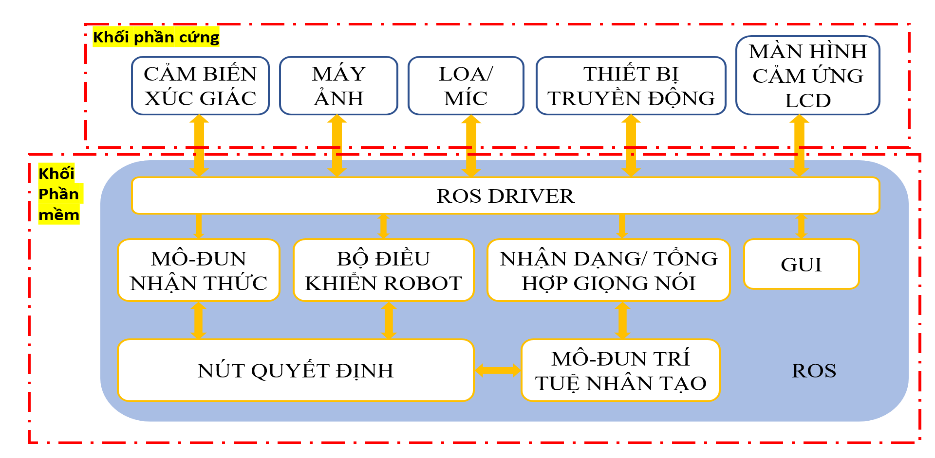 Khối phần cứng
CẢM BIẾN
XÚC GIÁC
MÁY
ẢNH
LOA/
MÍC
THIẾT BỊ
TRUYỀN ĐỘNG
MÀN HÌNH
CẢM ỨNG
LCD
Khối
Phần
mềm
ROS DRIVER
MÔ-ĐUN
NHẬN THỨC
BỘ ĐIỀU
KHIỂN ROBOT
NHẬN DẠNG/ TỔNG
HỢP GIỌNG NÓI
GUI
NÚT QUYẾT ĐỊNH
MÔ-ĐUN TRÍ
TUỆ NHÂN TẠO
ROS